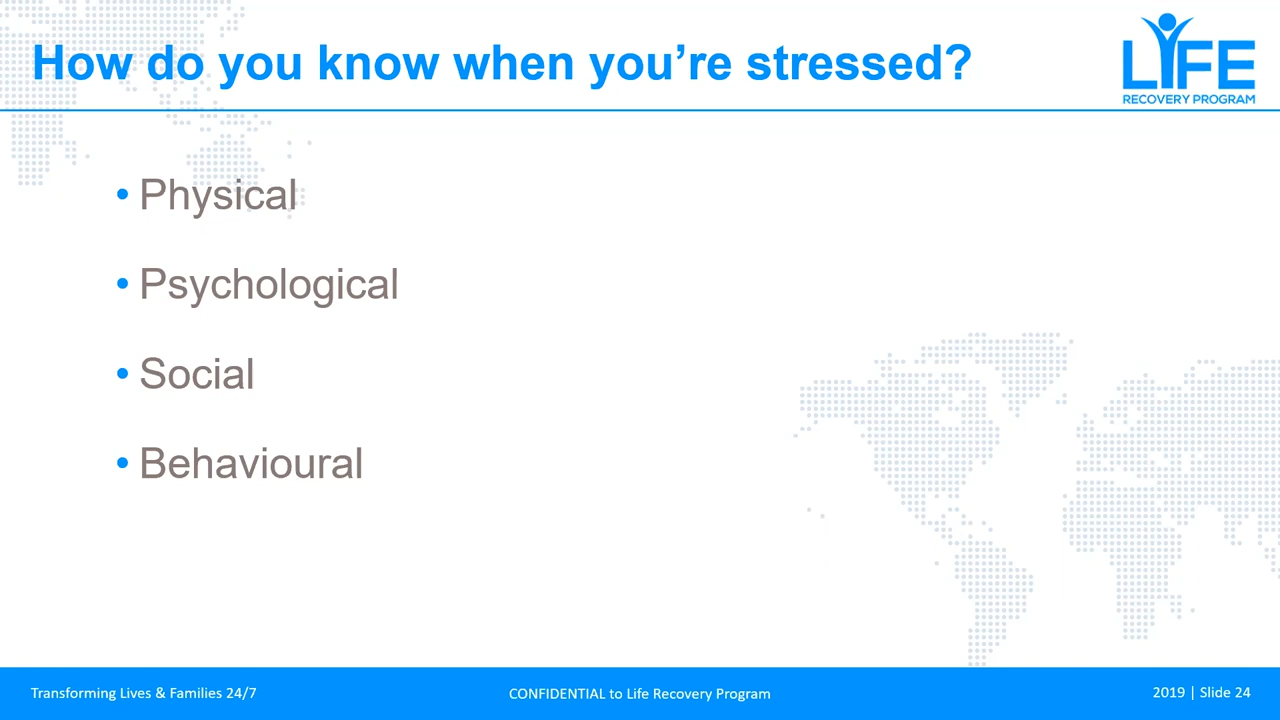 How do you know when you're stressed?
LIFE
RECOVERY PROGRAM
• Physical
• Psychological
• Social
• Behavioural
Transforming Lives & Families 24/7
CONFIDENTIAL to Life Recovery Program
2019 | Slide 24